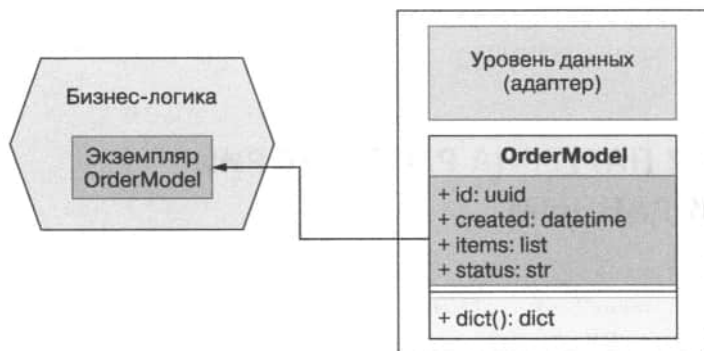 Бизнес-логика
Экземпляр
OrderModel
Уровень данных
(адаптер)
OrderModel
+ id: uuid
+ created: datetime
+ items: list
+ status: str
+ dict(): dict